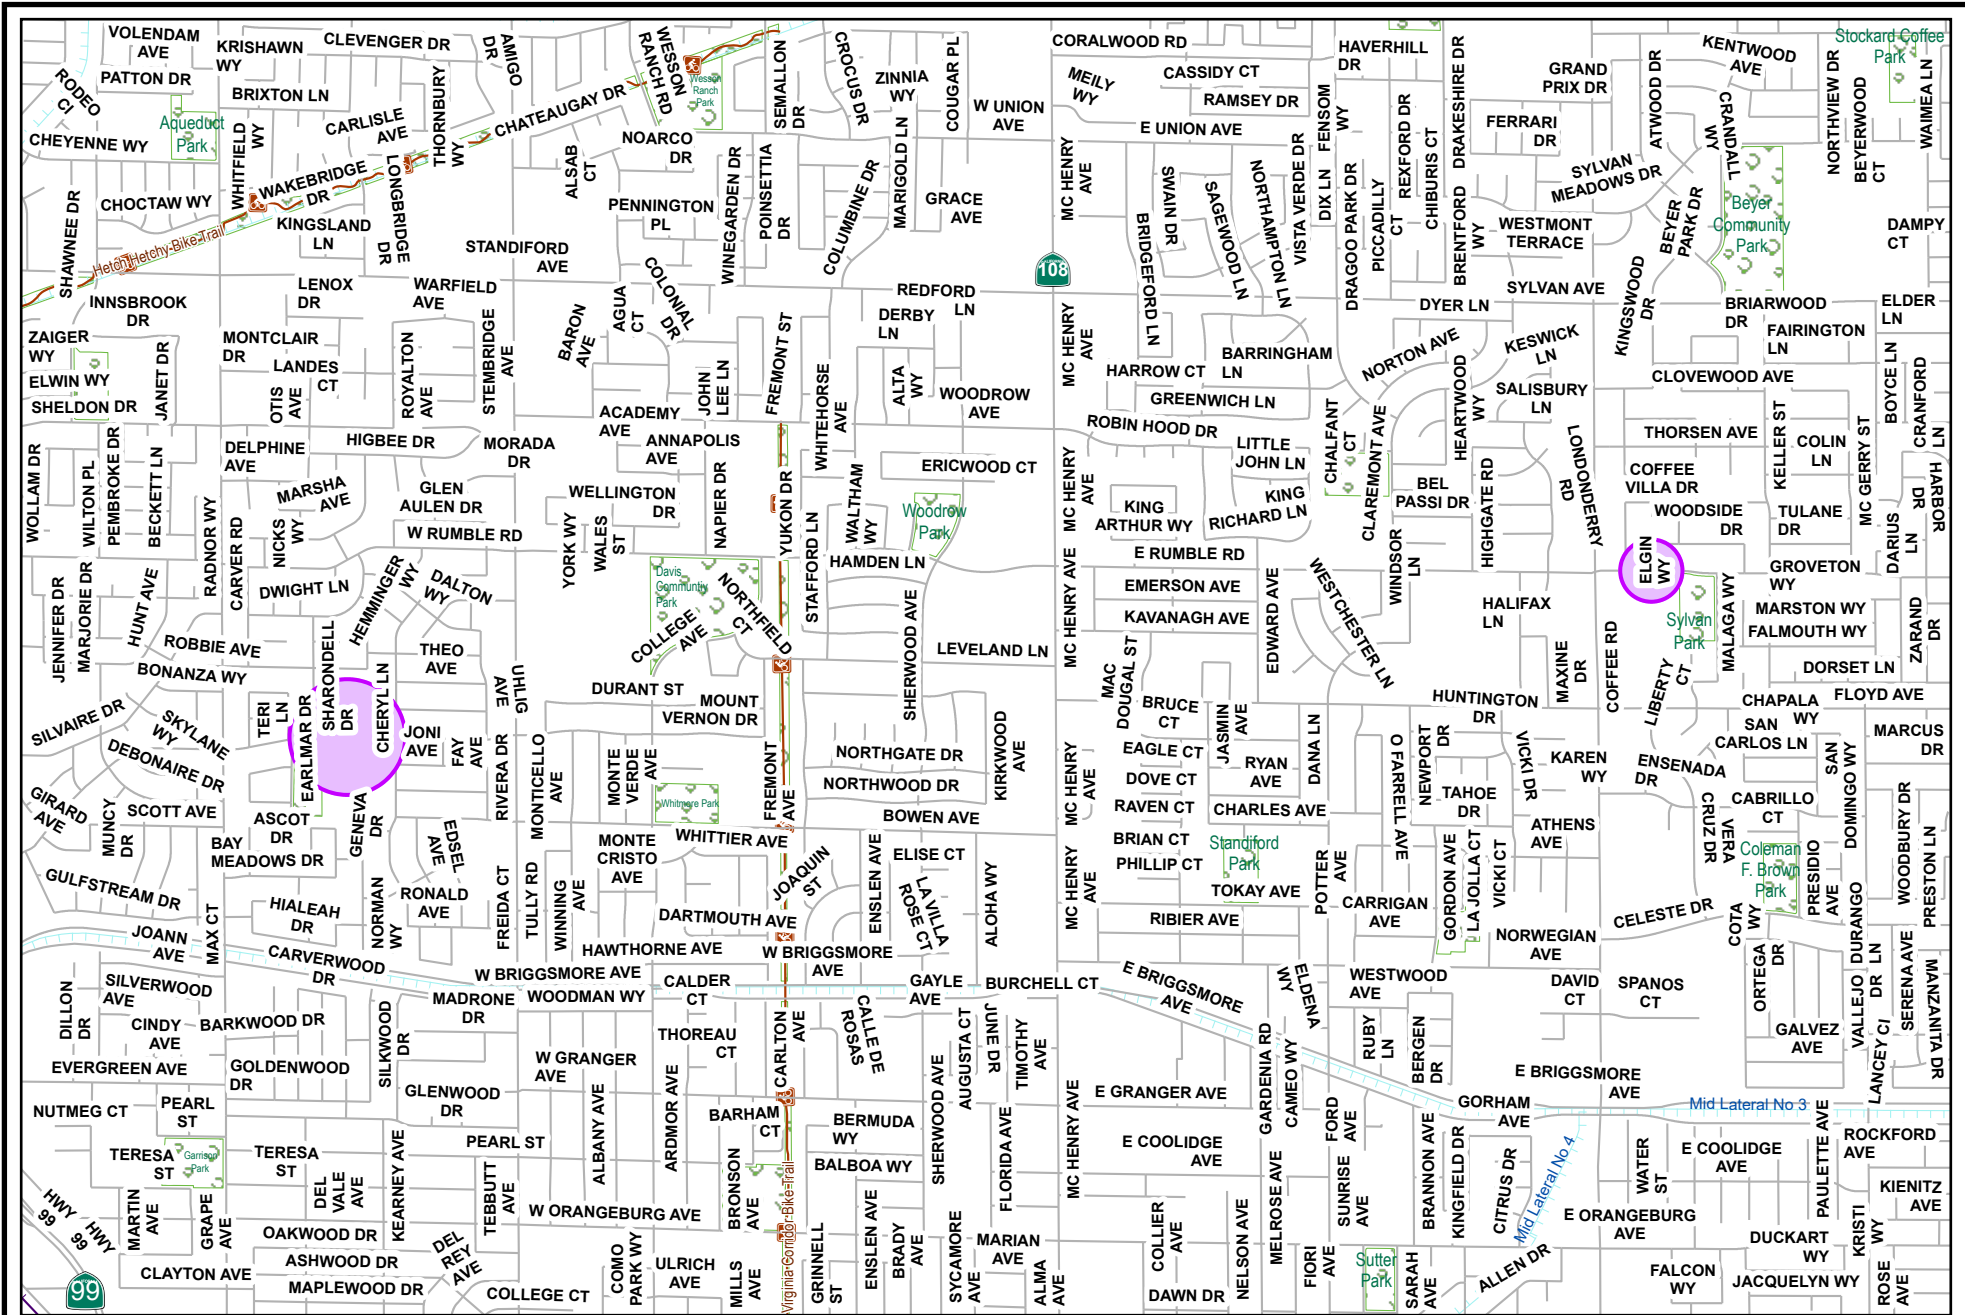 VOLENDAM
AVE
KRISHAWN
WY
CLEVENGER DR
AMIGO
DR
WESSON
RANCH RD
Wesson
Ranch
Park
SEMALLON
DR
CROCUS DR
ZINNIA
WY
COUGAR PL
CORALWOOD RD
HAVERHILL
DR
DRAKESHIRE DR
KENTWOOD
AVE
Stockard Coffee
Park
PATTON DR
RODEO
CI
BRIXTON LN
THORNBURY
WY
CHATEAUGAY DR
MEILY
WY
CASSIDY CT
RAMSEY DR
GRAND
PRIX DR
ATWOOD DR
NORTHVIEW DR
BEYERWOOD
CT
WAIMEA LN
Aqueduct
Park
CHEYENNE WY
WHITFIELD
WY
CARLISLE
AVE
NOARCO
DR
W UNION
AVE
E UNION AVE
FENSOM
WY
FERRARI
DR
CRANDALL
WY
SHAWNEE DR
CHOCTAW WY
WAKEBRIDGE
DR
LONGBRIDGE
DR
ALSAB
CT
WINEGARDEN DR
POINSETTIA
DR
COLUMBINE DR
MARIGOLD LN
GRACE
AVE
MC HENRY
AVE
BRIDGEFORD LN
SWAIN DR
SAGEWOOD LN
NORTHAMPTON LN
VISTA VERDE DR
DIX LN
DRAGOO PARK DR
PICCADILLY
CT
REXFORD DR
CHIBURIS CT
BRENTFORD
WY
SYLVAN
MEADOWS DR
WESTMONT
TERRACE
BEYER
PARK DR
Beyer
Community
Park
DAMPY
CT
Hetch Hetchy Bike Trail
KINGSLAND
LN
STANDIFORD
AVE
PENNINGTON
PL
108
INNSBROOK
DR
LENOX
DR
WARFIELD
AVE
AGUA
CT
COLONIAL
DR
REDFORD
LN
DERBY
LN
DYER LN
SYLVAN AVE
KINGSWOOD
DR
BRIARWOOD
DR
ELDER
LN
ZAIGER
WY
JANET DR
MONTCLAIR
DR
LANDES
CT
OTIS
AVE
ROYALTON
AVE
STEMBRIDGE
AVE
BARON
AVE
JOHN
LEE LN
FREMONT ST
WHITEHORSE
AVE
ALTA
WY
WOODROW
AVE
MC HENRY
AVE
HARROW CT
BARRINGHAM
LN
GREENWICH LN
NORTON AVE
KESWICK
LN
SALISBURY
LN
FAIRINGTON
LN
CLOVEWOOD AVE
BOYCE LN
CRANFORD
LN
ELWIN WY
SHELDON DR
WOLLAM DR
WILTON PL
PEMBROKE DR
BECKETT LN
DELPHINE
AVE
HIGBEE DR
MORADA
DR
ACADEMY
AVE
ANNAPOLIS
AVE
ROBIN HOOD DR
LITTLE
JOHN LN
CHALFANT
CT
CLAREMONT AVE
HEARTWOOD
WY
LONDONDERRY
RD
THORSEN AVE
KELLER ST
COLIN
LN
MC GERRY ST
HARBOR
DR
MARSHA
AVE
GLEN
AULEN DR
WELLINGTON
DR
NAPIER DR
YUKON DR
WALTHAM
WY
ERICWOOD CT
Woodrow
Park
MC HENRY
AVE
KING
ARTHUR WY
KING
RICHARD LN
BEL
PASSI DR
HIGHGATE RD
COFFEE
VILLA DR
WOODSIDE
DR
TULANE
DR
DARIUS
LN
RADNOR WY
CARVER RD
NICKS
WY
W RUMBLE RD
YORK WY
WALES
ST
STAFFORD LN
HAMDEN LN
E RUMBLE RD
WINDSOR
LN
ELGIN
WY
GROVETON
WY
JENNIFER DR
MARJORIE DR
HUNT AVE
DWIGHT LN
HEMMINGER
WY
DALTON
WY
Davis
Community
Park
NORTHFIELD
CT
COLLEGE
AVE
SHERWOOD AVE
MC HENRY AVE
EMERSON AVE
KAVANAGH AVE
EDWARD AVE
WESTCHESTER LN
HALIFAX
LN
Sylvan
Park
MALAGA WY
MARSTON WY
FALMOUTH WY
ZARAND
DR
ROBBIE AVE
BONANZA WY
SHARONDELL
DR
THEO
AVE
UHLIG
AVE
DURANT ST
MOUNT
VERNON DR
LEVELAND LN
MAC
DOUGAL ST
MAXINE
DR
COFFEE RD
LIBERTY
CT
DORSET LN
FLOYD AVE
SILVAIRE DR
SKYLANE
WY
DEBONAIRE DR
TERI
LN
EARLMAR DR
CHERYL LN
JONI
AVE
FAY
AVE
RIVERA DR
MONTICELLO
AVE
MONTE
VERDE
AVE
FREMONT
AVE
NORTHGATE DR
NORTHWOOD DR
KIRKWOOD
AVE
MC HENRY
AVE
BRUCE
CT
EAGLE CT
DOVE CT
RAVEN CT
JASMIN
AVE
RYAN
AVE
DANA LN
CHARLES AVE
O FARRELL AVE
NEWPORT
DR
HUNTINGTON
DR
TAHOE
DR
VICKI DR
KAREN
WY
ENSENADA
DR
CHAPALA
WY
SAN
CARLOS LN
SAN
DOMINGO WY
MARCUS
DR
GIRARD
AVE
MUNCY
DR
SCOTT AVE
ASCOT
DR
GENEVA
DR
Whitmore Park
BOWEN AVE
CABRILLO
CT
VERA
CRUZ DR
WOODBURY DR
BAY
MEADOWS DR
EDSEL
AVE
MONTE
CRISTO
AVE
WHITTIER AVE
JOAQUIN
ST
ENSLEN AVE
ELISE CT
LA VILLA
ROSE CT
ALOHA WY
MC HENRY
AVE
BRIAN CT
PHILLIP CT
Standiford
Park
TOKAY AVE
POTTER
AVE
GORDON AVE
LA JOLLA CT
VICKI CT
ATHENS
AVE
Coleman
F. Brown
Park
PRESIDIO
AVE
PRESTON LN
GULFSTREAM DR
HIALEAH
DR
NORMAN
WY
RONALD
AVE
FREIDA CT
TULLY RD
WINNING
AVE
DARTMOUTH AVE
RIBIER AVE
CARRIGAN
AVE
CELESTE DR
COTA
WY
JOANN
AVE
MAX CT
CARVERWOOD
DR
HAWTHORNE AVE
W BRIGGSMORE
AVE
NORWEGIAN
AVE
ORTEGA
DR
DURANGO
DR
VALLEJO
LN
SERENA AVE
MANZANITA DR
DILLON
DR
SILVERWOOD
AVE
W BRIGGSMORE AVE
WOODMAN WY
CALDER
CT
GAYLE
AVE
BURCHELL CT
E BRIGGSMORE
AVE
ELDENA
WY
WESTWOOD
AVE
DAVID
CT
SPANOS
CT
CINDY
AVE
BARKWOOD DR
SILKWOOD
DR
MADRONE
DR
THOREAU
CT
CARLTON
AVE
CALLE DE
ROSAS
AUGUSTA CT
JUNE DR
TIMOTHY
AVE
RUBY
LN
BERGEN
DR
GALVEZ
AVE
LANCEY CI
EVERGREEN AVE
GOLDENWOOD
DR
W GRANGER
AVE
GLENWOOD
DR
ALBANY AVE
ARDMOR AVE
SHERWOOD AVE
E GRANGER AVE
GARDENIA RD
CAMEO WY
FORD
AVE
GORHAM
AVE
E BRIGGSMORE
AVE
Mid Lateral No 3
NUTMEG CT
PEARL
ST
BARHAM
CT
BERMUDA
WY
FLORIDA AVE
MC HENRY AVE
E COOLIDGE
AVE
BRANNON AVE
KINGFIELD DR
CITRUS DR
Mid Lateral No.4
WATER
ST
E COOLIDGE
AVE
PAULETTE AVE
ROCKFORD
AVE
TERESA
ST
Garrison
Park
TERESA
ST
DEL
VALE
AVE
KEARNEY AVE
PEARL ST
TEBBUTT
AVE
BRONSON
AVE
Virginia Corridor Bike Trail
BALBOA WY
MELROSE AVE
SUNRISE
AVE
KIENITZ
AVE
HWY
99
HWY
99
MARTIN
AVE
GRAPE
AVE
OAKWOOD DR
DEL
REY
AVE
W ORANGEBURG AVE
COMO
PARK WY
ENSLEN AVE
BRADY
AVE
SYCAMORE
AVE
MARIAN
AVE
COLLIER
AVE
NELSON AVE
E ORANGEBURG
AVE
DUCKART
WY
KRISTI
WY
CLAYTON AVE
ASHWOOD DR
MAPLEWOOD DR
COLLEGE CT
ULRICH
AVE
MILLS
AVE
GRINNELL
ST
ALMA
AVE
DAWN DR
FIORI
AVE
Sutter
Park
SARAH
AVE
ALLEN DR
FALCON
WY
JACQUELYN WY
ROSE
AVE
99